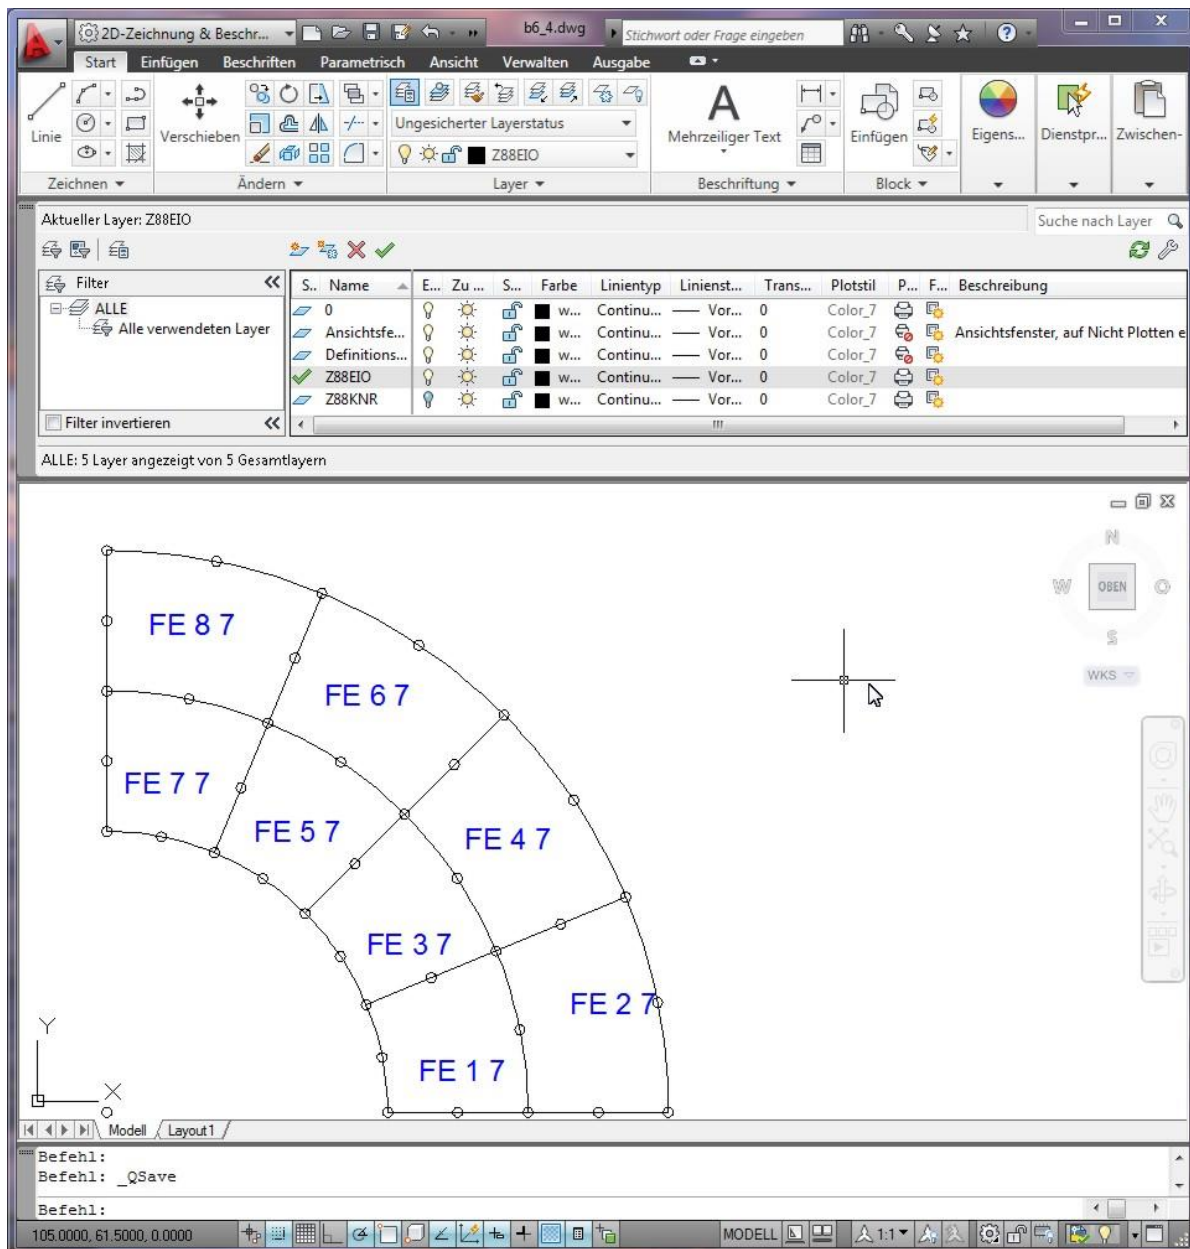 2D-Zeichnung & Beschr... b6_4.dwg Stichwort oder Frage eingeben ?
Start Einfügen Beschriften Parametrisch Ansicht Verwalten Ausgabe
Linie Verschieben Ungesicherter Layerstatus A Mehrzeiliger Text Einfügen Eigens... Dienstpr... Zwischen-
Z88EIO
Zeichnen Ändern Layer Beschriftung Block
Aktueller Layer: Z88EIO Suche nach Layer
Filter S.. Name E... Zu ... S... Farbe Linientyp Linienst... Trans... Plotstil P... F... Beschreibung
ALLE 0 w... Continu... Vor... 0 Color_7
Alle verwendeten Layer Ansichtsfe... w... Continu... Vor... 0 Color_7 Ansichtsfenster, auf Nicht Plotten e
Definitions... w... Continu... Vor... 0 Color_7
Z88EIO w... Continu... Vor... 0 Color_7
Z88KNR w... Continu... Vor... 0 Color_7
Filter invertieren
ALLE: 5 Layer angezeigt von 5 Gesamtlayern
N
W OBEN O
S
WKS
FE 8 7
FE 6 7
FE 7 7
FE 5 7
FE 4 7
FE 3 7
FE 2 7
FE 1 7
Y
X
Modell Layout1
Befehl:
Befehl: _QSave
Befehl:
105.0000, 61.5000, 0.0000 MODELL 1:1